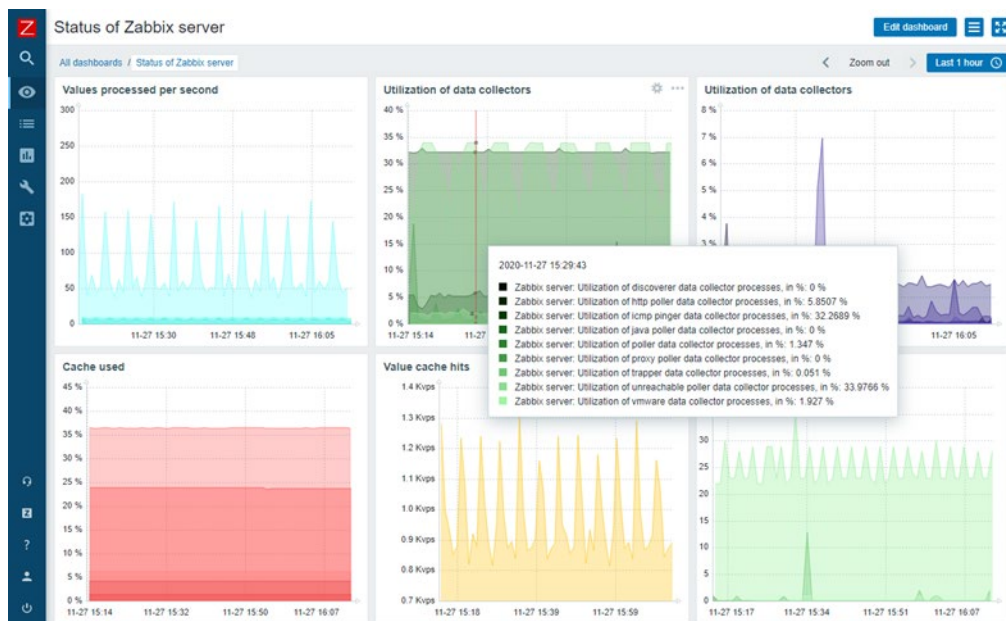 Z
Status of Zabbix server
Edit dashboard
All dashboards / Status of Zabbix server
Zoom out
Last 1 hour
Values processed per second
300
250
200
150
100
50
0
11-27 15:30
11-27 15:48
11-27 16:05
Utilization of data collectors
40 %
35 %
30 %
25 %
20 %
15 %
10 %
5 %
0 %
11-27 15:14
11-27
Utilization of data collectors
8 %
7 %
6 %
5 %
4 %
3 %
11-27 16:05
2020-11-27 15:29:43
Zabbix server: Utilization of discoverer data collector processes, in %: 0 %
Zabbix server: Utilization of http poller data collector processes, in %: 5.8507 %
Zabbix server: Utilization of icmp pinger data collector processes, in %: 32.2689 %
Zabbix server: Utilization of java poller data collector processes, in %: 0 %
Zabbix server: Utilization of poller data collector processes, in %: 1.347 %
Zabbix server: Utilization of proxy poller data collector processes, in %: 0 %
Zabbix server: Utilization of trapper data collector processes, in %: 0.051 %
Zabbix server: Utilization of unreachable poller data collector processes, in %: 33.9766 %
Zabbix server: Utilization of vmware data collector processes, in %: 1.927 %
Cache used
45 %
40 %
35 %
30 %
25 %
20 %
15 %
10 %
5 %
0 %
11-27 15:14
11-27 15:32
11-27 15:50
11-27 16:07
Value cache hits
1.4 Kvps
1.3 Kvps
1.2 Kvps
1.1 Kvps
1.0 Kvps
0.9 Kvps
0.8 Kvps
0.7 Kvps
11-27 15:18
11-27 15:39
11-27 15:59
30
25
20
15
10
5
0
11-27 15:17
11-27 15:34
11-27 15:51
11-27 16:07
Z
?